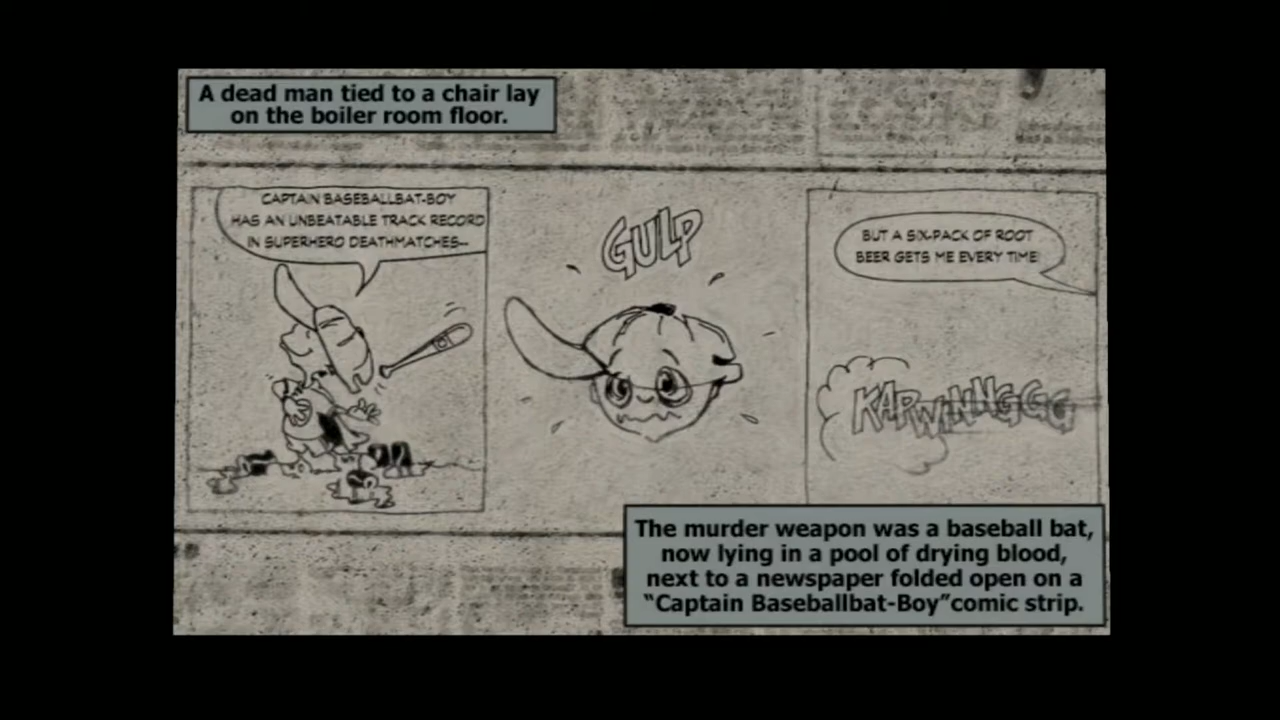 A dead man tied to a chair lay
on the boiler room floor.
CAPTAIN BASEBALLBAT-BOY
HAS AN UNBEATABLE TRACK RECORD
IN SUPERHERO DEATHMATCHES--
GULP
BUT A SIX-PACK OF ROOT
BEER GETS ME EVERY TIME!
KAPWINNGGG
The murder weapon was a baseball bat,
now lying in a pool of drying blood,
next to a newspaper folded open on a
“Captain Baseballbat-Boy”comic strip.